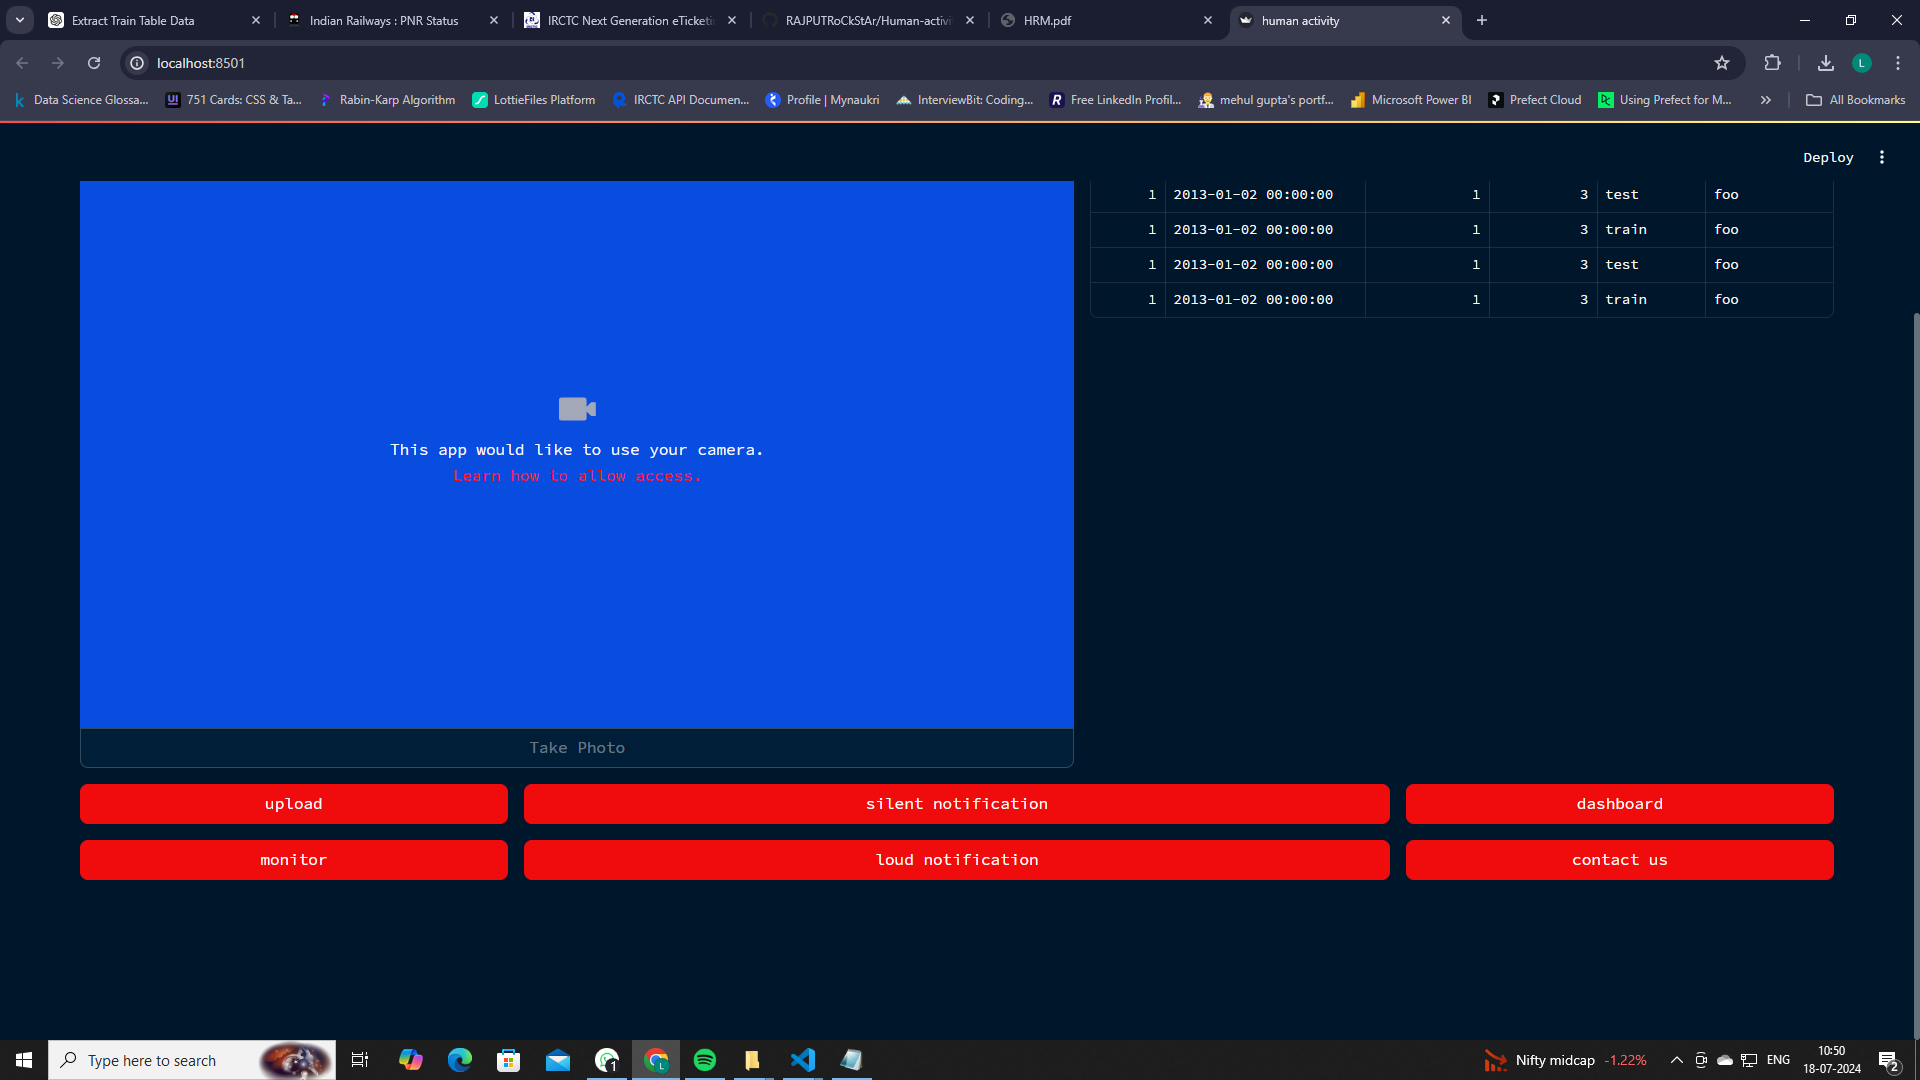 Extract Train Table Data
Indian Railways : PNR Status
IRCTC Next Generation eTicketi
RAJPUTRoCkStAr/Human-activi
HRM.pdf
human activity
localhost:8501
L
Data Science Glossa...
751 Cards: CSS & Ta...
Rabin-Karp Algorithm
LottieFiles Platform
IRCTC API Documen...
Profile | Mynaukri
InterviewBit: Coding...
Free LinkedIn Profil...
mehul gupta's portf...
Microsoft Power BI
Prefect Cloud
Using Prefect for M...
All Bookmarks
Deploy
1 2013-01-02 00:00:00 1 3 test foo
1 2013-01-02 00:00:00 1 3 train foo
1 2013-01-02 00:00:00 1 3 test foo
1 2013-01-02 00:00:00 1 3 train foo
This app would like to use your camera.
Learn how to allow access.
Take Photo
upload
silent notification
dashboard
monitor
loud notification
contact us
Type here to search
1
L
Nifty midcap -1.22%
ENG
10:50
18-07-2024
2